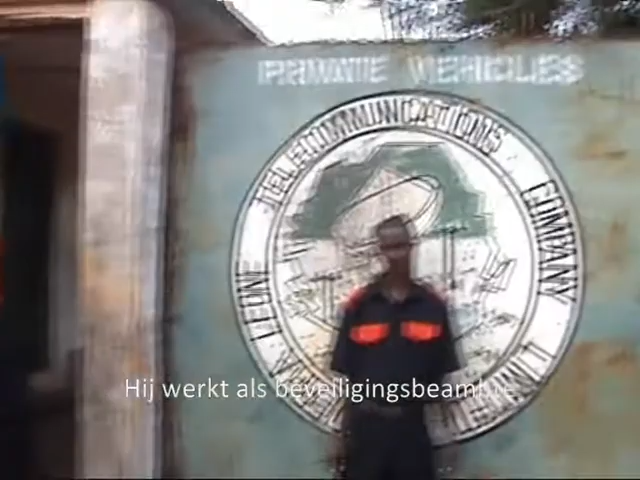 PRIVATE VEHICLES
TELECOMMUNICATIONS COMPANY
LEONE
Hij werkt als beveiligingsbeambte